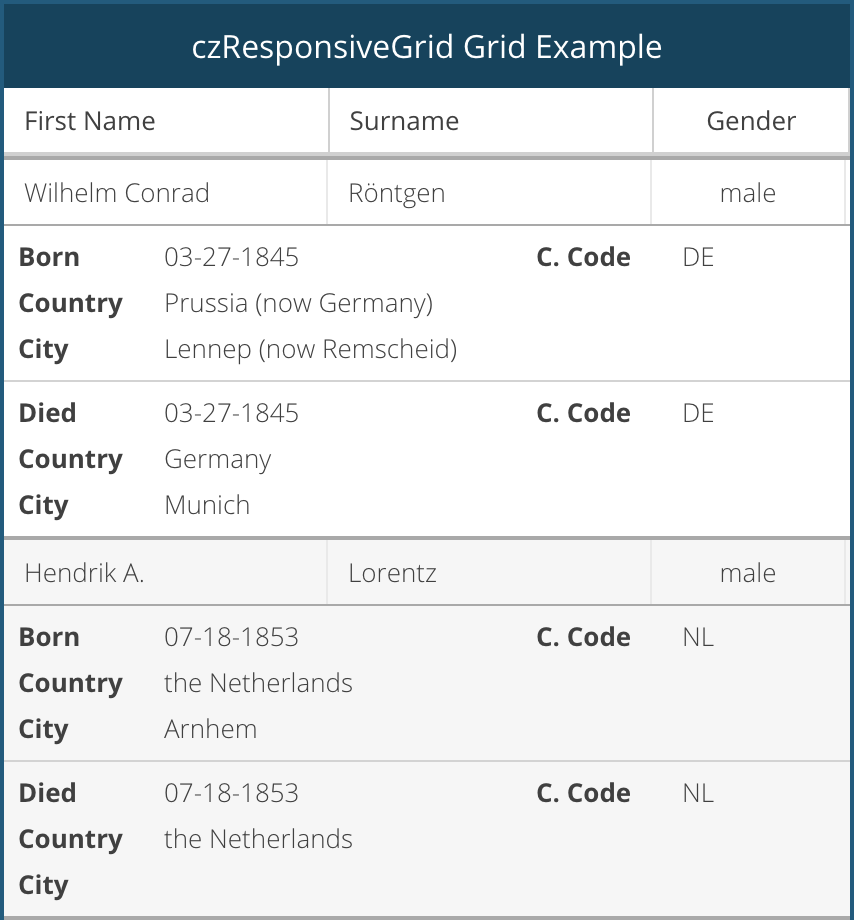 czResponsiveGrid Grid Example
First Name Surname Gender
Wilhelm Conrad Röntgen male
Born 03-27-1845 C. Code DE
Country Prussia (now Germany)
City Lennep (now Remscheid)
Died 03-27-1845 C. Code DE
Country Germany
City Munich
Hendrik A. Lorentz male
Born 07-18-1853 C. Code NL
Country the Netherlands
City Arnhem
Died 07-18-1853 C. Code NL
Country the Netherlands
City